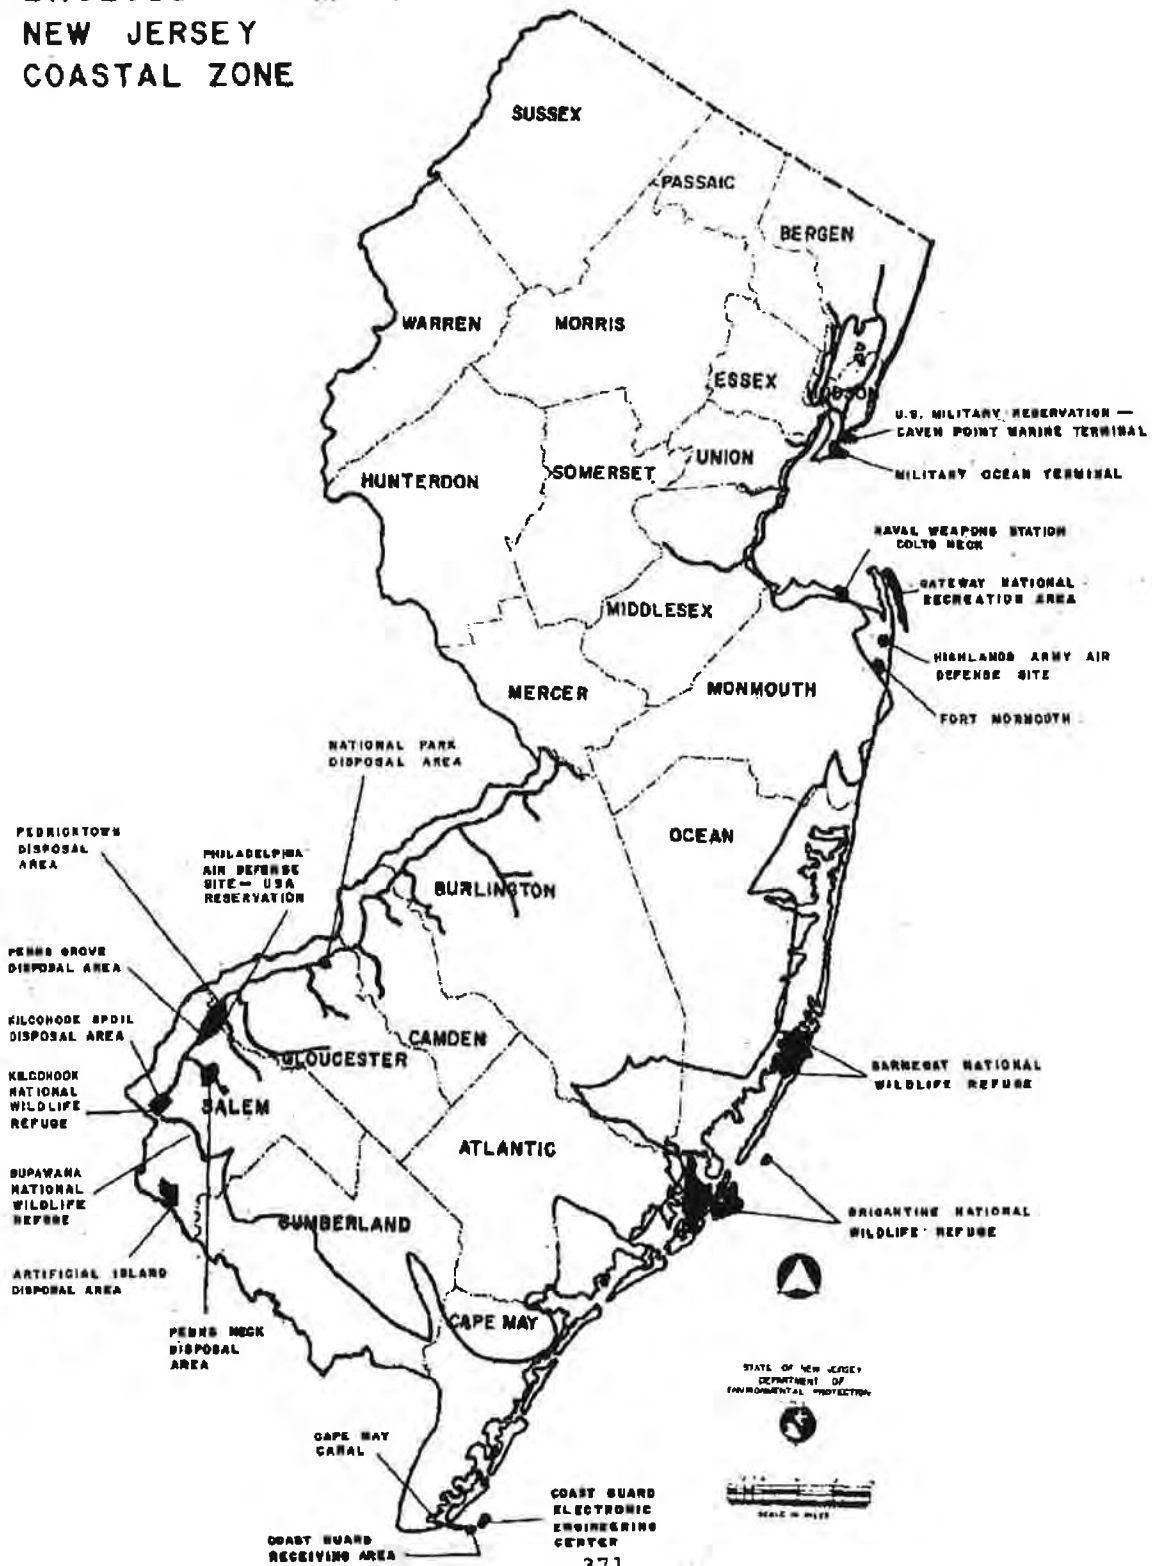 NEW JERSEY
COASTAL ZONE
SUSSEX
PASSAIC
BERGEN
WARREN
MORRIS
ESSEX
HUDSON
U.S. MILITARY RESERVATION —
CAVEN POINT MARINE TERMINAL
UNION
SOMERSET
HUNTERDON
MILITARY OCEAN TERMINAL
NAVAL WEAPONS STATION
COLTS NECK
GATEWAY NATIONAL
RECREATION AREA
MIDDLESEX
HIGHLANDS ARMY AIR
DEFENSE SITE
MERCER
MONMOUTH
FORT MONMOUTH
NATIONAL PARK
DISPOSAL AREA
PEDRICKTOWN
DISPOSAL
AREA
PHILADELPHIA
AIR DEFENSE
SITE — USA
RESERVATION
OCEAN
BURLINGTON
PENNS GROVE
DISPOSAL AREA
KILCOHOOK SPOIL
DISPOSAL AREA
CAMDEN
GLOUCESTER
BARNEGAT NATIONAL
WILDLIFE REFUGE
KILCOHOOK
NATIONAL
WILDLIFE
REFUGE
SALEM
ATLANTIC
SUPAWANA
NATIONAL
WILDLIFE
REFUGE
CUMBERLAND
BRIGANTINE NATIONAL
WILDLIFE REFUGE
ARTIFICIAL ISLAND
DISPOSAL AREA
PENNS NECK
DISPOSAL
AREA
CAPE MAY
STATE OF NEW JERSEY
DEPARTMENT OF
ENVIRONMENTAL PROTECTION
CAPE MAY
CANAL
SCALE IN MILES
COAST GUARD
ELECTRONIC
ENGINEERING
CENTER
COAST GUARD
RECEIVING AREA
371